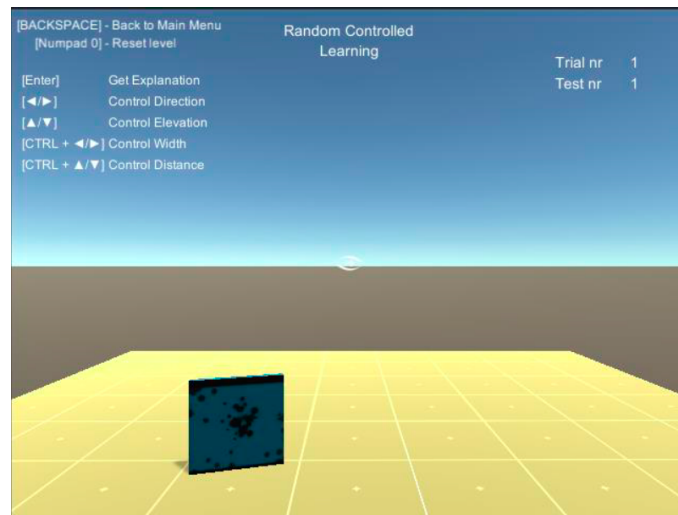 [BACKSPACE] - Back to Main Menu
[Numpad 0] - Reset level
Random Controlled
Learning
Trial nr 1
Test nr 1
[Enter] Get Explanation
[◄/►] Control Direction
[▲/▼] Control Elevation
[CTRL + ◄/►] Control Width
[CTRL + ▲/▼] Control Distance